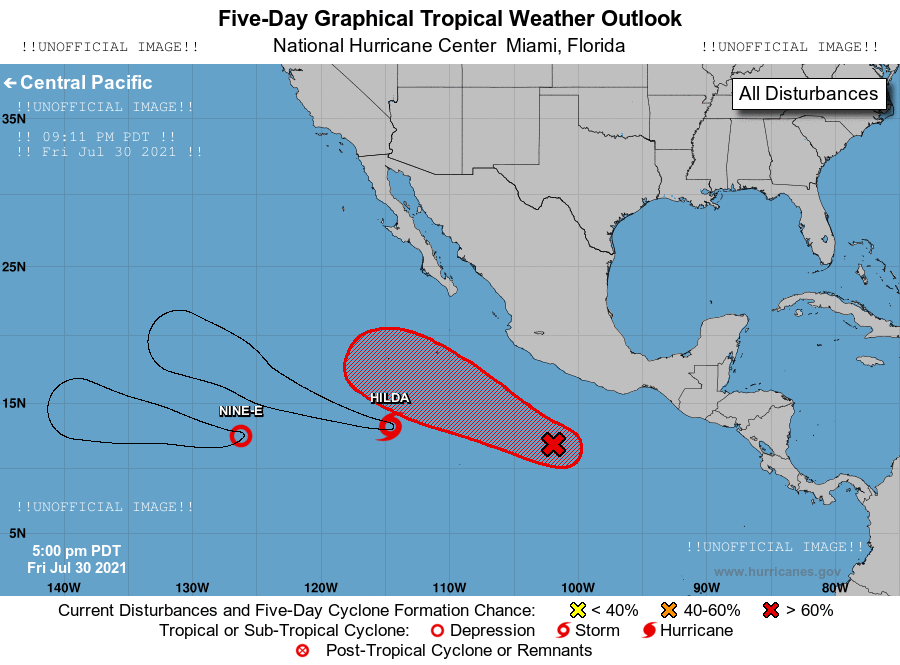 Five-Day Graphical Tropical Weather Outlook
!!UNOFFICIAL IMAGE!! National Hurricane Center Miami, Florida !!UNOFFICIAL IMAGE!!
← Central Pacific
All Disturbances
!!UNOFFICIAL IMAGE!!
35N
!! 09:11 PM PDT !!
!! Fri Jul 30 2021 !!
25N
15N
HILDA
NINE-E
!!UNOFFICIAL IMAGE!!
5N
5:00 pm PDT
Fri Jul 30 2021
!!UNOFFICIAL IMAGE!!
www.hurricanes.gov
140W 130W 120W 110W 100W 90W 80W
Current Disturbances and Five-Day Cyclone Formation Chance: < 40% 40-60% > 60%
Tropical or Sub-Tropical Cyclone: Depression Storm Hurricane
Post-Tropical Cyclone or Remnants